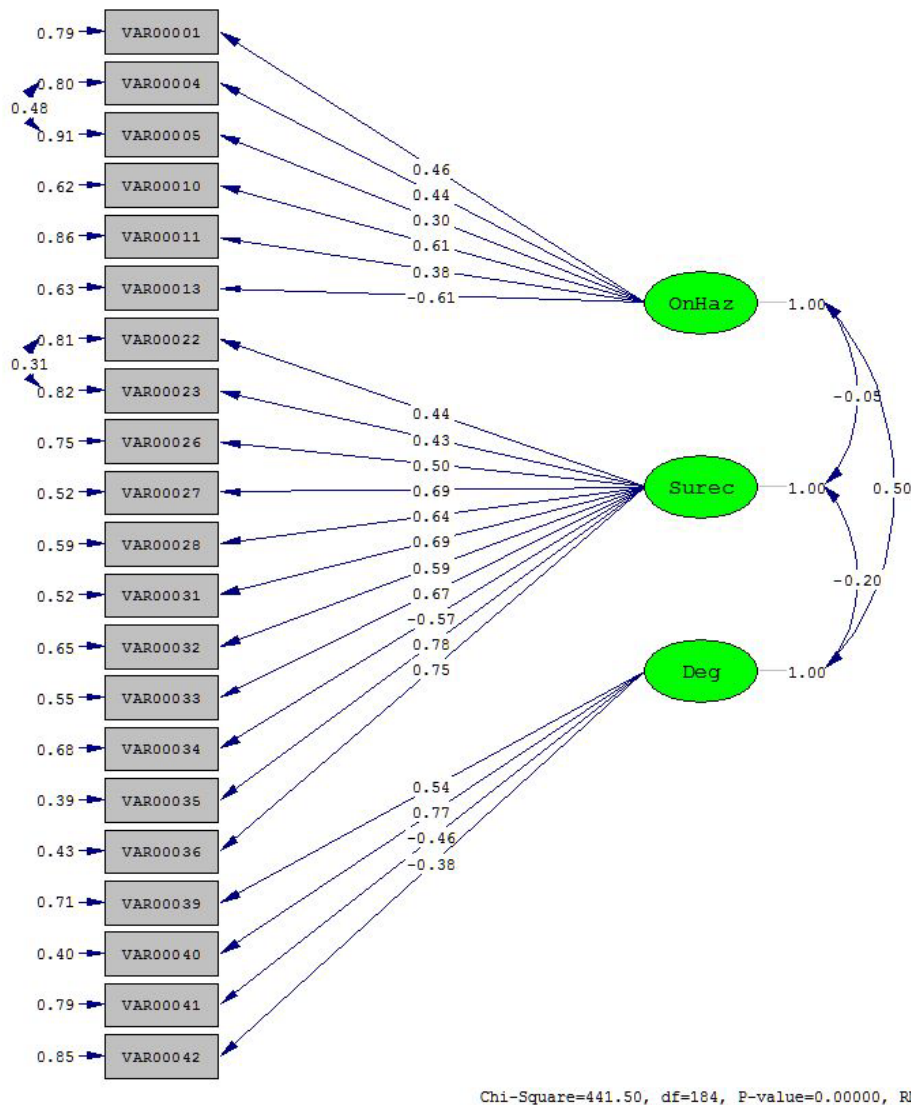 0.79 VAR00001
0.80 VAR00004
0.48
0.91 VAR00005
0.62 VAR00010
0.86 VAR00011
0.63 VAR00013
0.81 VAR00022
0.31
0.82 VAR00023
0.75 VAR00026
0.52 VAR00027
0.59 VAR00028
0.52 VAR00031
0.65 VAR00032
0.55 VAR00033
0.68 VAR00034
0.39 VAR00035
0.43 VAR00036
0.71 VAR00039
0.40 VAR00040
0.79 VAR00041
0.85 VAR00042
0.46
0.44
0.30
0.61
0.38
-0.61
0.44
0.43
0.50
0.69
0.64
0.69
0.59
0.67
-0.57
0.78
0.75
0.54
0.77
-0.46
-0.38
OnHaz 1.00
-0.05
Surec 1.00
0.50
-0.20
Deg 1.00
Chi-Square=441.50, df=184, P-value=0.00000,